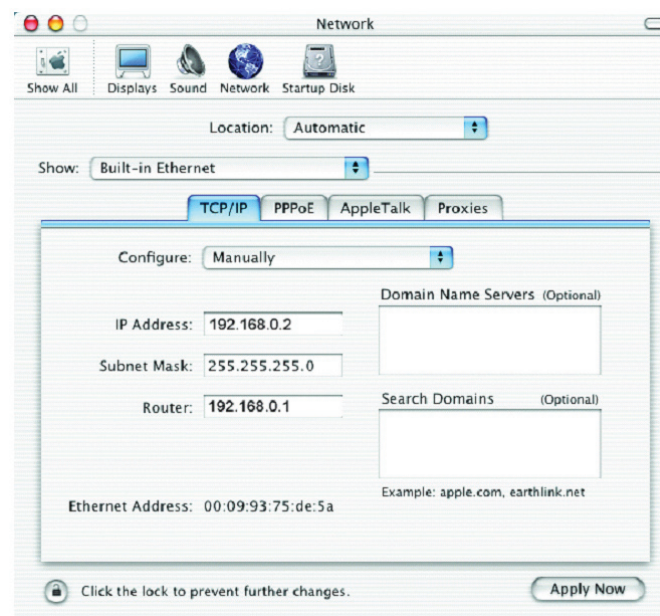 Network
Show All Displays Sound Network Startup Disk
Location: Automatic
Show: Built-in Ethernet
TCP/IP PPPoE AppleTalk Proxies
Configure: Manually
Domain Name Servers (Optional)
IP Address: 192.168.0.2
Subnet Mask: 255.255.255.0
Router: 192.168.0.1
Search Domains (Optional)
Example: apple.com, earthlink.net
Ethernet Address: 00:09:93:75:de:5a
Click the lock to prevent further changes.
Apply Now